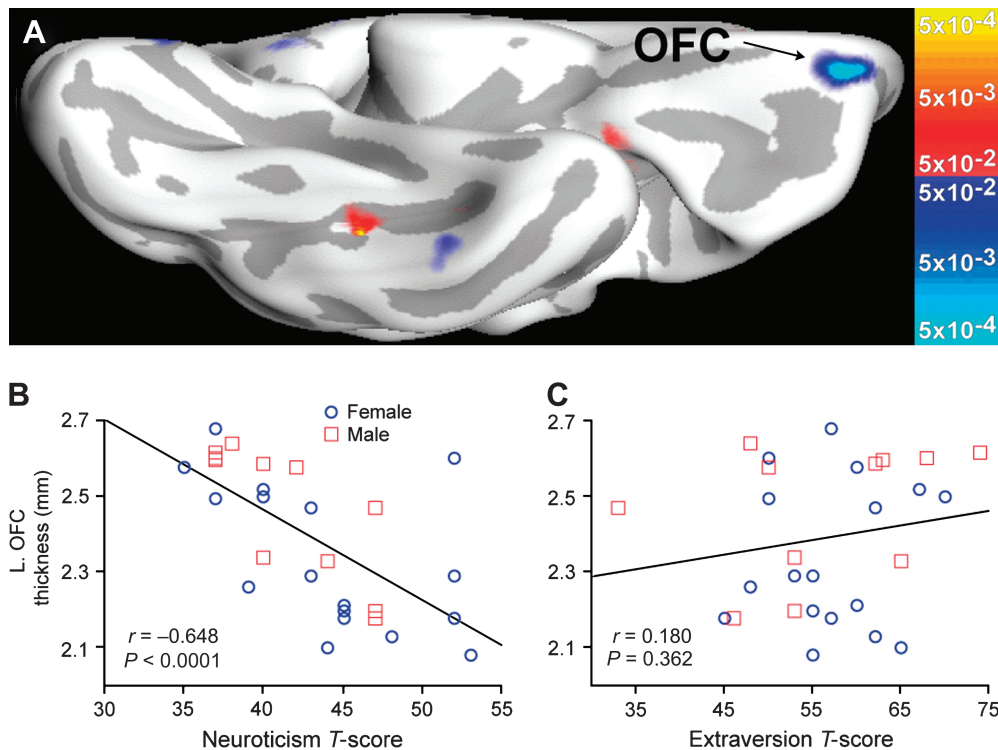 A
OFC
5x10-4
5x10-3
5x10-2
5x10-2
5x10-3
5x10-4
B
2.7
2.5
2.3
2.1
L. OFC
thickness (mm)
Female
Male
r = –0.648
P < 0.0001
30 35 40 45 50 55
Neuroticism T-score
C
2.7
2.5
2.3
2.1
r = 0.180
P = 0.362
35 45 55 65 75
Extraversion T-score